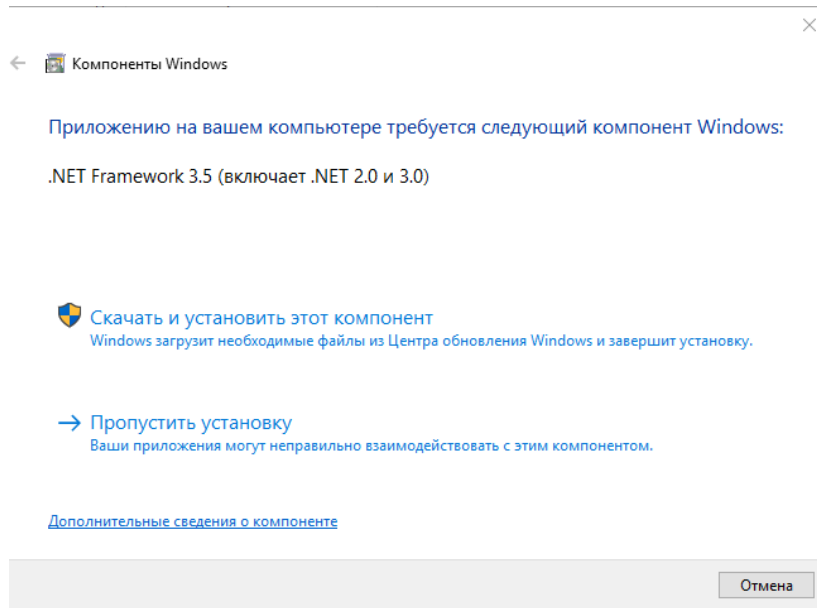 Компоненты Windows
Приложению на вашем компьютере требуется следующий компонент Windows:
.NET Framework 3.5 (включает .NET 2.0 и 3.0)
Скачать и установить этот компонент
Windows загрузит необходимые файлы из Центра обновления Windows и завершит установку.
Пропустить установку
Ваши приложения могут неправильно взаимодействовать с этим компонентом.
Дополнительные сведения о компоненте
Отмена